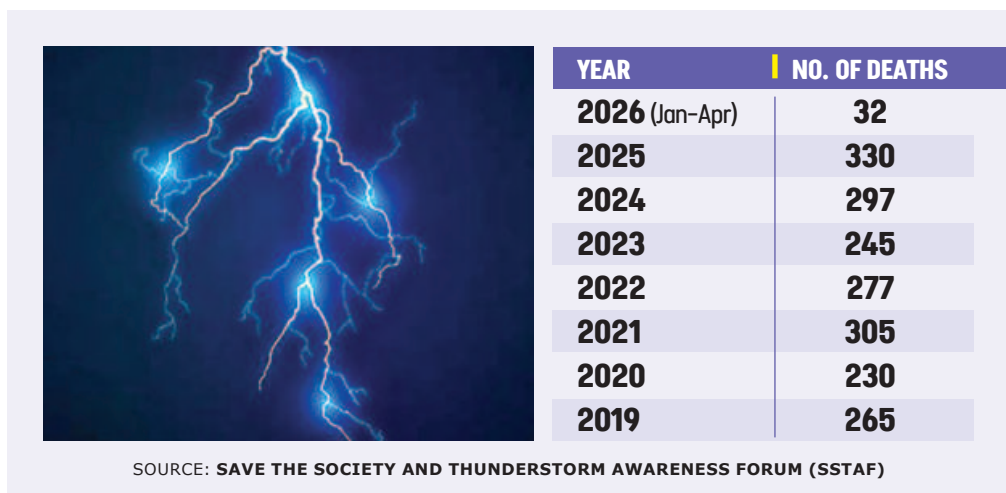 YEAR NO. OF DEATHS
2026 (Jan-Apr) 32
2025 330
2024 297
2023 245
2022 277
2021 305
2020 230
2019 265
SOURCE: SAVE THE SOCIETY AND THUNDERSTORM AWARENESS FORUM (SSTAF)